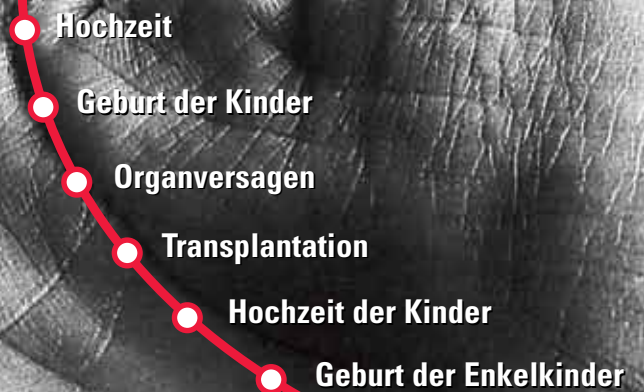 Hochzeit
Geburt der Kinder
Organversagen
Transplantation
Hochzeit der Kinder
Geburt der Enkelkinder